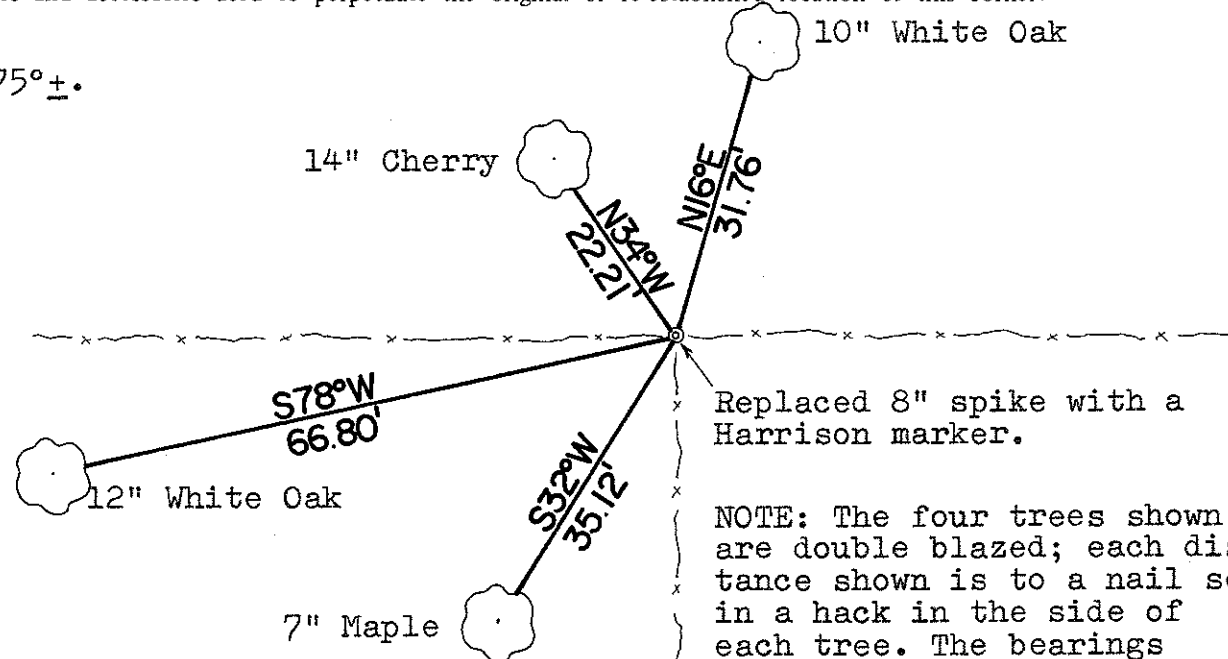 10" White Oak
75°±.
14" Cherry
N16°E
31.76'
N34°W
22.21'
S78°W
66.80'
Replaced 8" spike with a
Harrison marker.
12" White Oak
S32°W
35.12'
NOTE: The four trees shown
are double blazed; each dis
tance shown is to a nail s
in a hack in the side of
each tree. The bearings
7" Maple